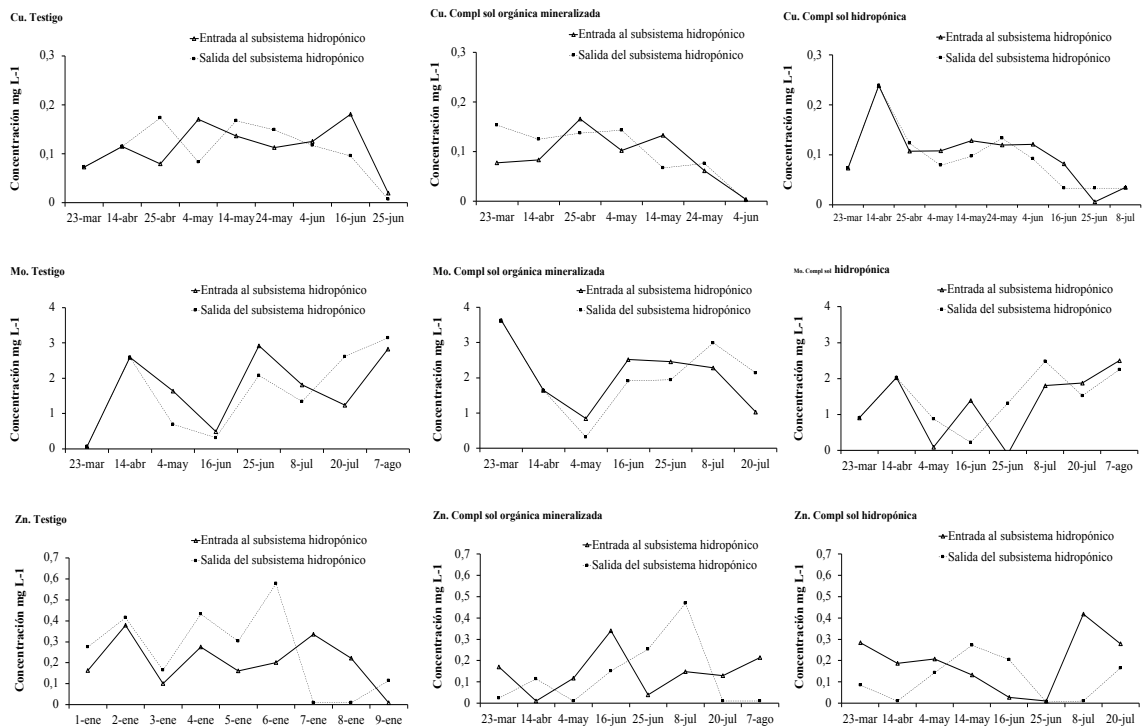 Cu. Testigo
Entrada al subsistema hidropónico
Salida del subsistema hidropónico
Concentración mg L-1
0,3
0,2
0,1
0
23-mar 14-abr 25-abr 4-may 14-may 24-may 4-jun 16-jun 25-jun
Cu. Compl sol orgánica mineralizada
Entrada al subsistema hidropónico
Salida del subsistema hidropónico
Concentración mg L-1
0,3
0,2
0,1
0
23-mar 14-abr 25-abr 4-may 14-may 24-may 4-jun
Cu. Compl sol hidropónica
Entrada al subsistema hidropónico
Salida del subsistema hidropónico
Concentración mg L-1
0,3
0,2
0,1
0
23-mar 14-abr 25-abr 4-may 14-may 24-may 4-jun 16-jun 25-jun 8-jul
Mo. Testigo
Entrada al subsistema hidropónico
Salida del subsistema hidropónico
Concentración mg L-1
4
3
2
1
0
23-mar 14-abr 4-may 16-jun 25-jun 8-jul 20-jul 7-ago
Mo. Compl sol orgánica mineralizada
Entrada al subsistema hidropónico
Salida del subsistema hidropónico
Concentración mg L-1
4
3
2
1
0
23-mar 14-abr 4-may 16-jun 25-jun 8-jul 20-jul
Mo. Compl sol hidropónica
Entrada al subsistema hidropónico
Salida del subsistema hidropónico
Concentración mg L-1
4
3
2
1
0
23-mar 14-abr 4-may 16-jun 25-jun 8-jul 20-jul 7-ago
Zn. Testigo
Entrada al subsistema hidropónico
Salida del subsistema hidropónico
Concentración mg L-1
0,7
0,6
0,5
0,4
0,3
0,2
0,1
0
1-ene 2-ene 3-ene 4-ene 5-ene 6-ene 7-ene 8-ene 9-ene
Zn. Compl sol orgánica mineralizada
Entrada al subsistema hidropónico
Salida del subsistema hidropónico
Concentración mg L-1
0,7
0,6
0,5
0,4
0,3
0,2
0,1
0
23-mar 14-abr 4-may 16-jun 25-jun 8-jul 20-jul 7-ago
Zn. Compl sol hidropónica
Entrada al subsistema hidropónico
Salida del subsistema hidropónico
Concentración mg L-1
0,7
0,6
0,5
0,4
0,3
0,2
0,1
0
23-mar 14-abr 4-may 14-may 16-jun 25-jun 8-jul 20-jul